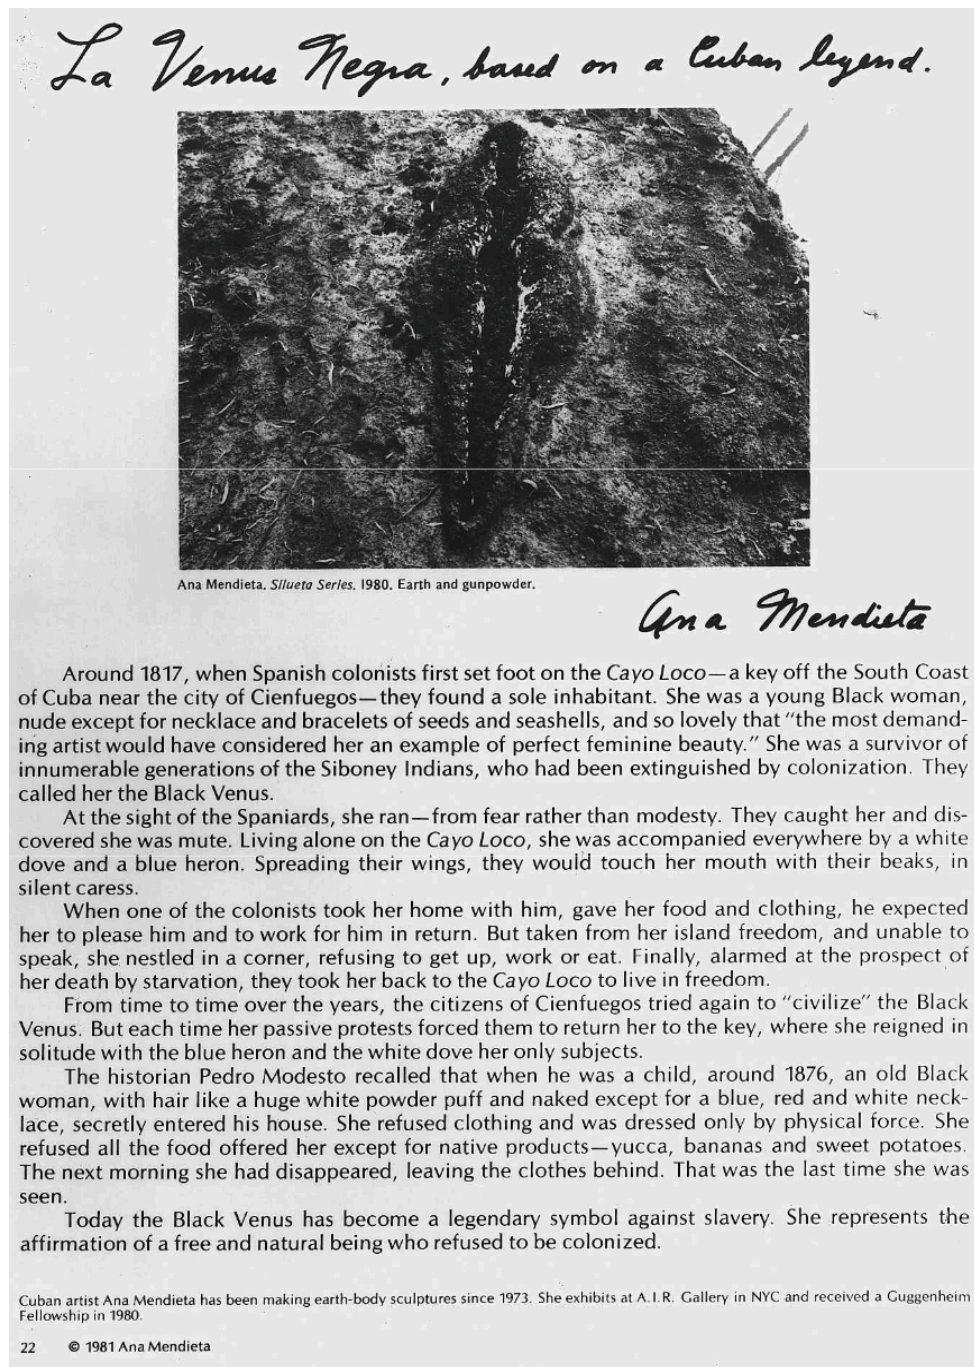 La Venus Negra, based on a Cuban legend.
Ana Mendieta. Silueta Series. 1980. Earth and gunpowder.
Ana Mendieta
Around 1817, when Spanish colonists first set foot on the Cayo Loco—a key off the South Coast
of Cuba near the city of Cienfuegos—they found a sole inhabitant. She was a young Black woman,
nude except for necklace and bracelets of seeds and seashells, and so lovely that "the most demand-
ing artist would have considered her an example of perfect feminine beauty." She was a survivor of
innumerable generations of the Siboney Indians, who had been extinguished by colonization. They
called her the Black Venus.
At the sight of the Spaniards, she ran—from fear rather than modesty. They caught her and dis-
covered she was mute. Living alone on the Cayo Loco, she was accompanied everywhere by a white
dove and a blue heron. Spreading their wings, they would touch her mouth with their beaks, in
silent caress.
When one of the colonists took her home with him, gave her food and clothing, he expected
her to please him and to work for him in return. But taken from her island freedom, and unable to
speak, she nestled in a corner, refusing to get up, work or eat. Finally, alarmed at the prospect of
her death by starvation, they took her back to the Cayo Loco to live in freedom.
From time to time over the years, the citizens of Cienfuegos tried again to "civilize" the Black
Venus. But each time her passive protests forced them to return her to the key, where she reigned in
solitude with the blue heron and the white dove her only subjects.
The historian Pedro Modesto recalled that when he was a child, around 1876, an old Black
woman, with hair like a huge white powder puff and naked except for a blue, red and white neck-
lace, secretly entered his house. She refused clothing and was dressed only by physical force. She
refused all the food offered her except for native products—yucca, bananas and sweet potatoes.
The next morning she had disappeared, leaving the clothes behind. That was the last time she was
seen.
Today the Black Venus has become a legendary symbol against slavery. She represents the
affirmation of a free and natural being who refused to be colonized.
Cuban artist Ana Mendieta has been making earth-body sculptures since 1973. She exhibits at A.I.R. Gallery in NYC and received a Guggenheim
Fellowship in 1980.
22 © 1981 Ana Mendieta